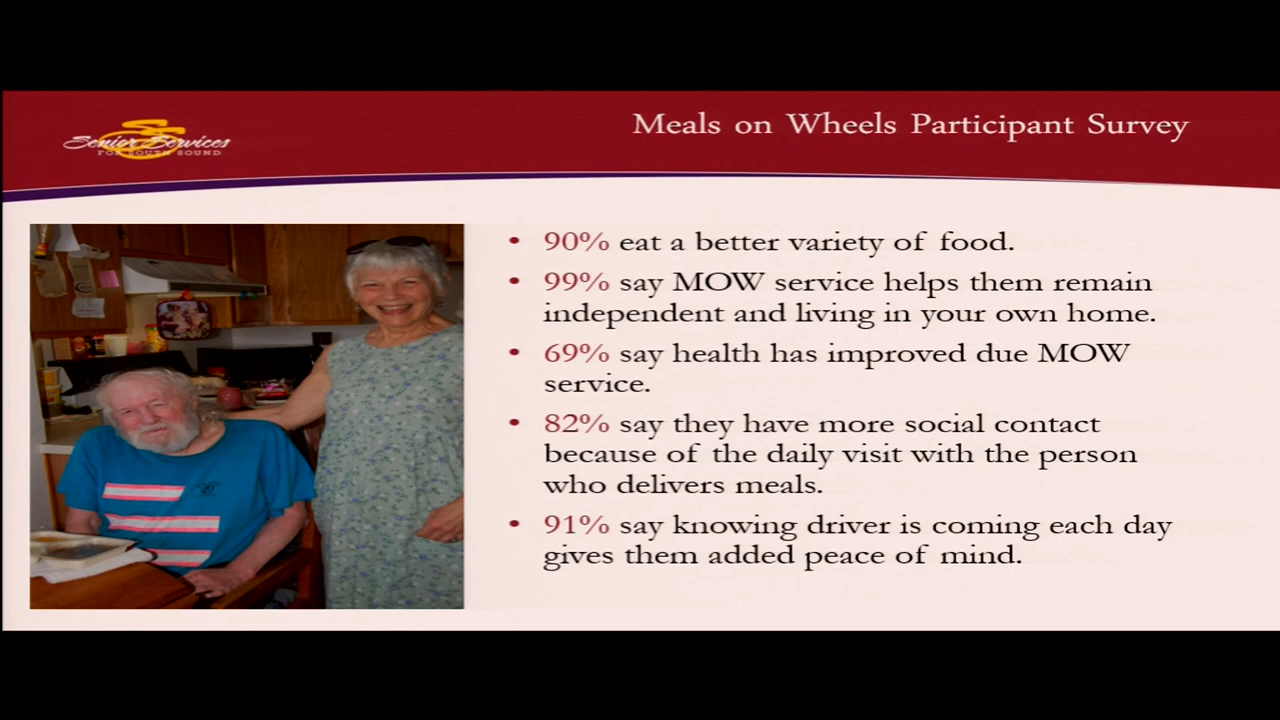 Senior Services
FOR SOUTH SOUND
Meals on Wheels Participant Survey
• 90% eat a better variety of food.
• 99% say MOW service helps them remain
independent and living in your own home.
• 69% say health has improved due MOW
service.
• 82% say they have more social contact
because of the daily visit with the person
who delivers meals.
• 91% say knowing driver is coming each day
gives them added peace of mind.